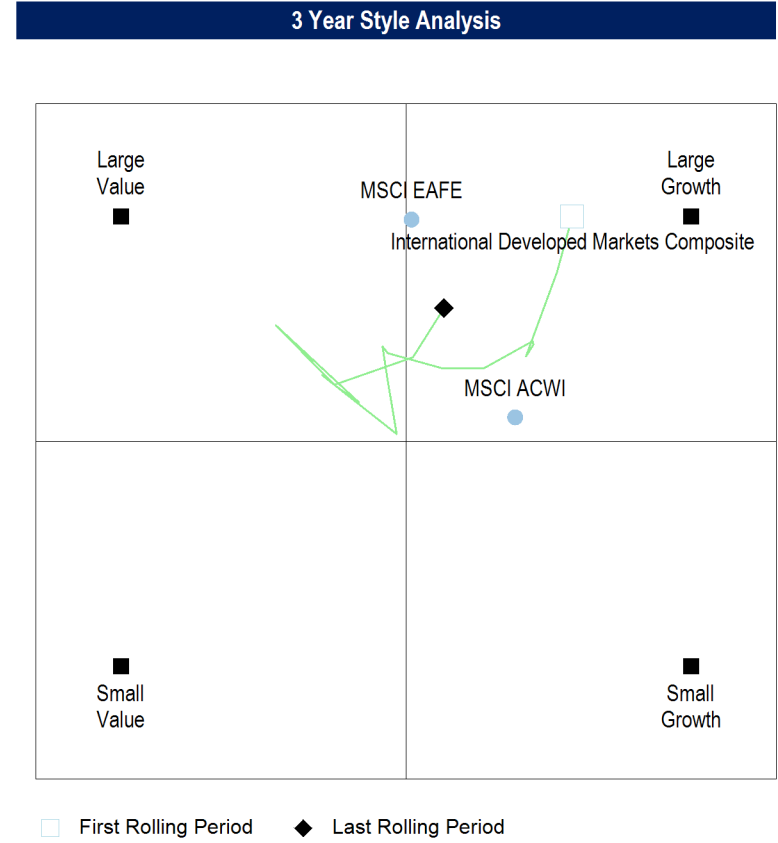 3 Year Style Analysis
Large
Value
Large
Growth
MSCI EAFE
International Developed Markets Composite
MSCI ACWI
Small
Value
Small
Growth
First Rolling Period
Last Rolling Period